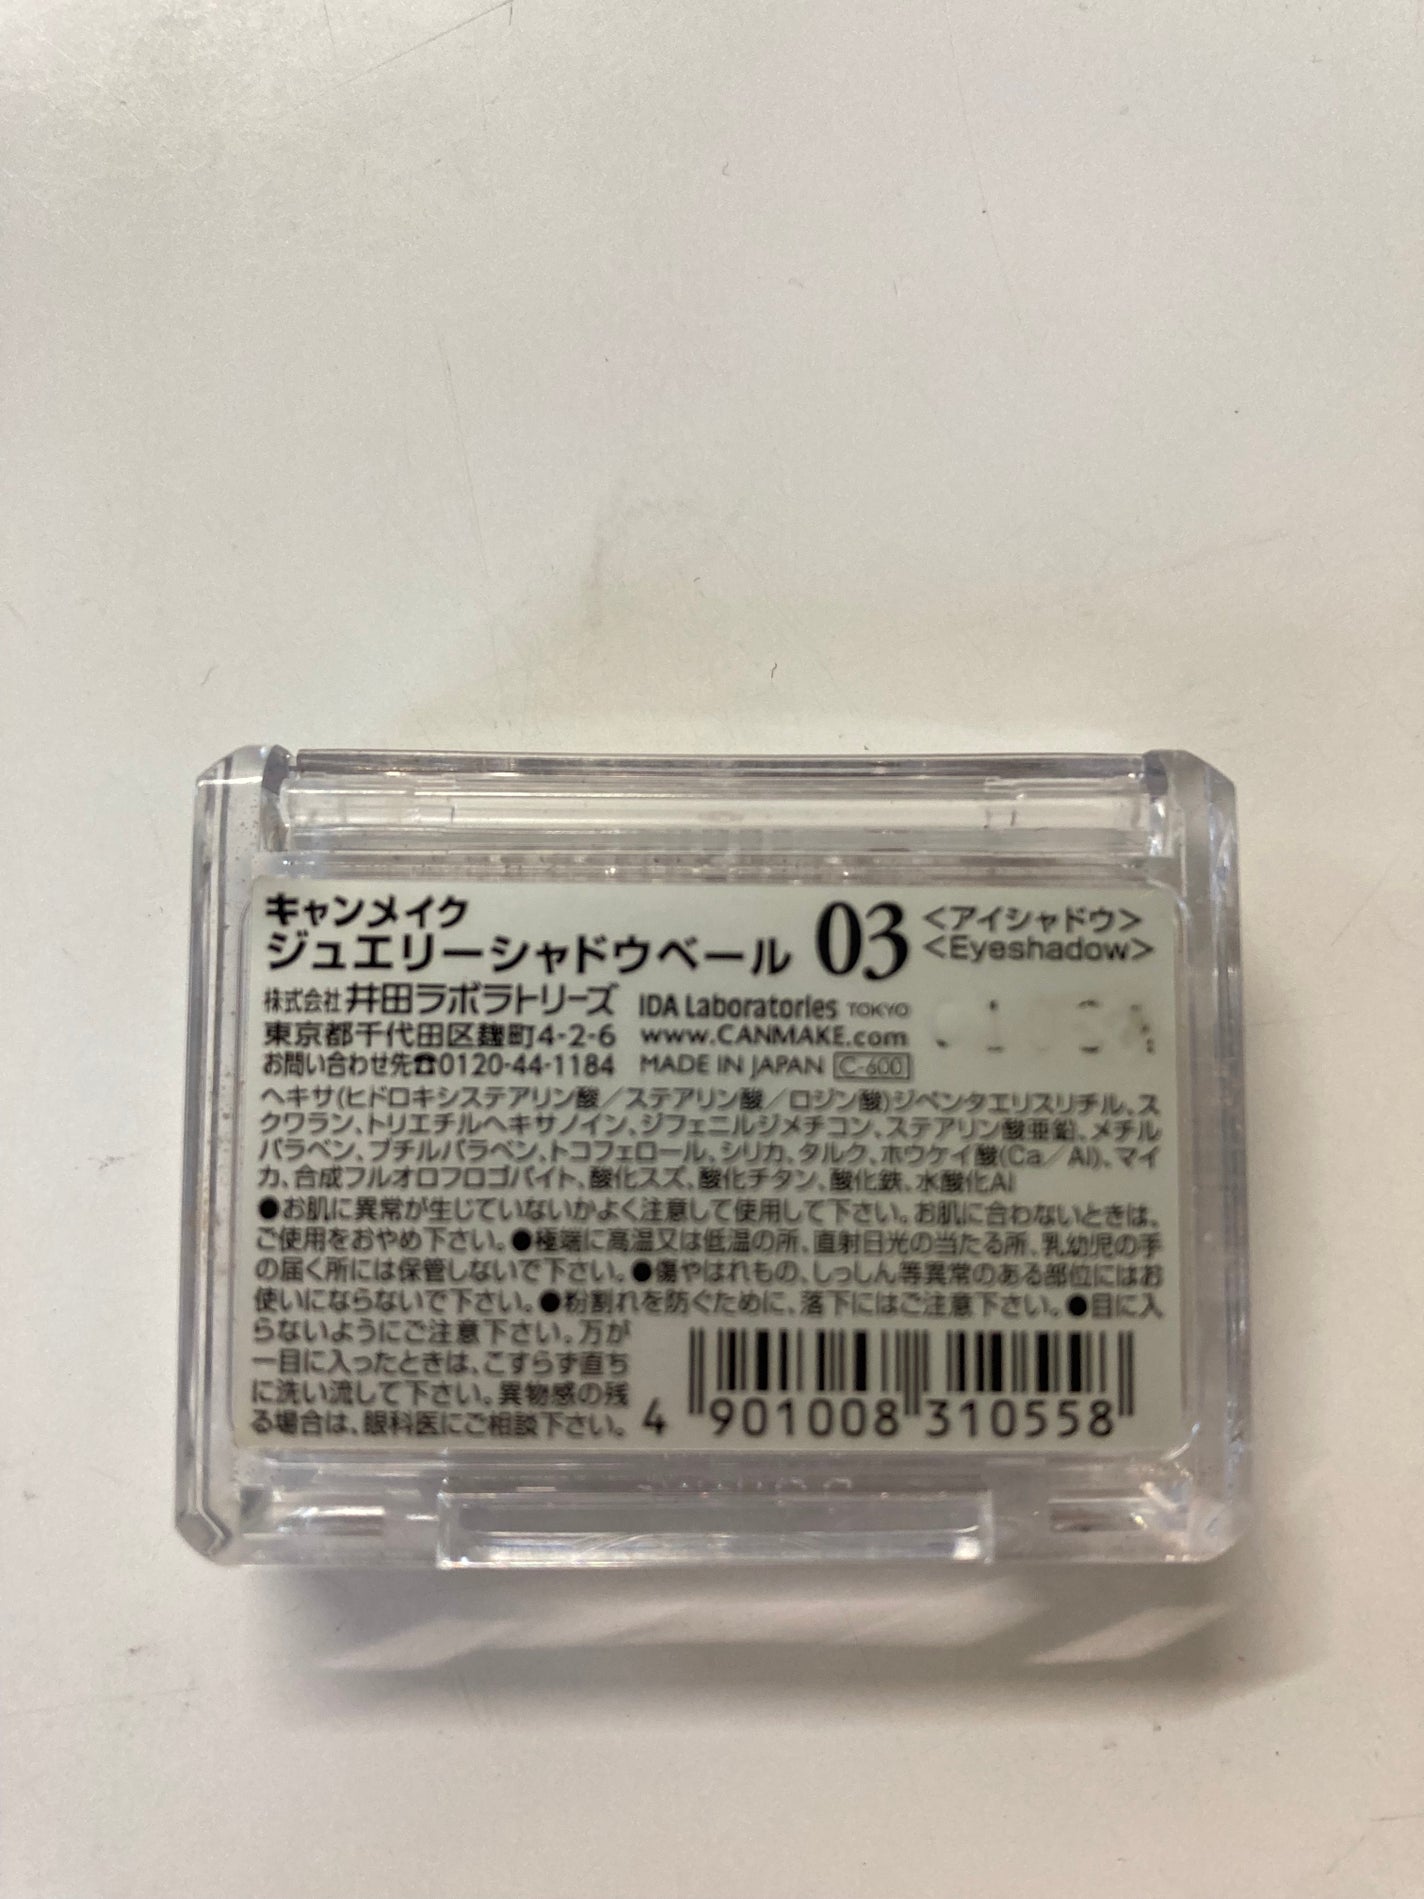 キャンメイク
ジュエリーシャドウベール 03 <アイシャドウ>
<Eyeshadow>
株式会社 井田ラボラトリーズ IDA Laboratories TOKYO
東京都千代田区麹町4-2-6 www.CANMAKE.com
お問い合わせ先☎0120-44-1184 MADE IN JAPAN C-600
ヘキサ(ヒドロキシステアリン酸/ステアリン酸/ロジン酸)ジペンタエリスリチル、ス
クワラン、トリエチルヘキサノイン、ジフェニルジメチコン、ステアリン酸亜鉛、メチル
パラベン、ブチルパラベン、トコフェロール、シリカ、タルク、ホウケイ酸(Ca/Al)、マイ
カ、合成フルオロフロゴパイト、酸化スズ、酸化チタン、酸化鉄、水酸化Al
●お肌に異常が生じていないかよく注意して使用して下さい。お肌に合わないときは、
ご使用をおやめ下さい。●極端に高温又は低温の所、直射日光の当たる所、乳幼児の手
の届く所には保管しないで下さい。●傷やはれもの、しっしん等異常のある部位にはお
使いにならないで下さい。●粉割れを防ぐために、落下にはご注意下さい。●目に入
らないようにご注意下さい。万が
一目に入ったときは、こすらず直ち
に洗い流して下さい。異物感の残
る場合は、眼科医にご相談下さい。
4 901008 310558